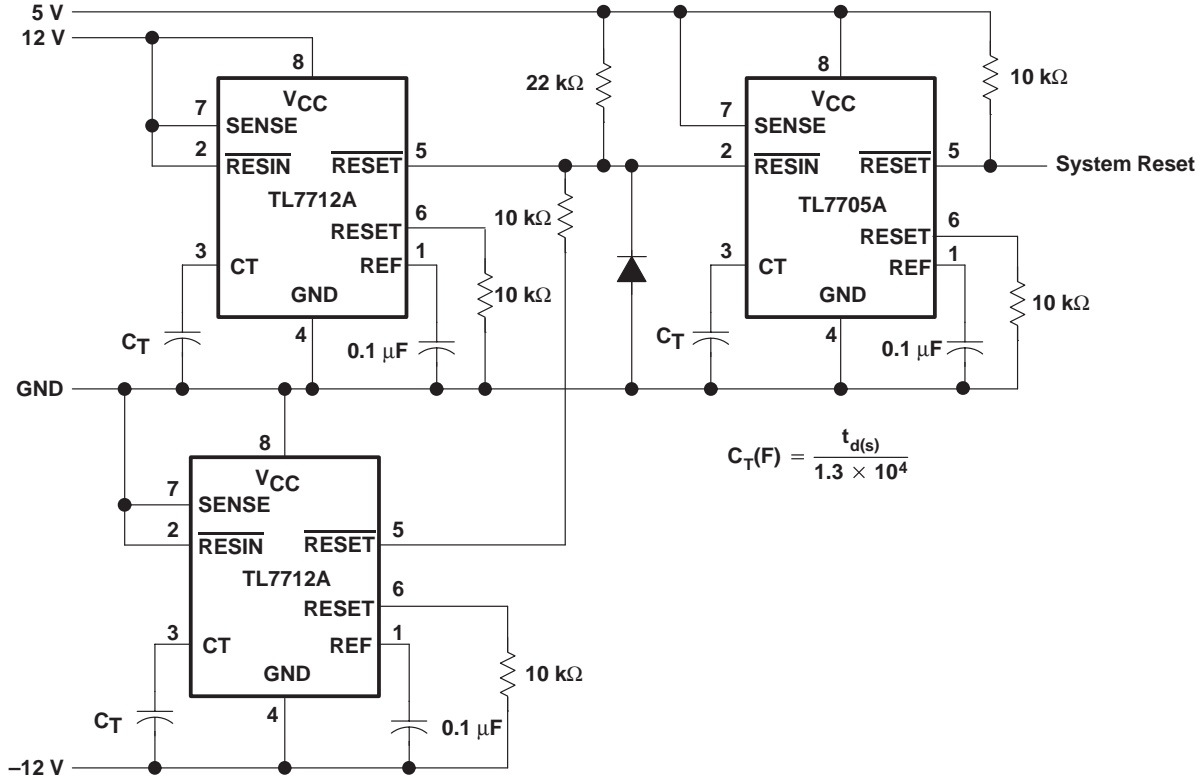 5 V
12 V
8
VCC
7
SENSE
2
RESIN
RESET
5
TL7712A
6
RESET
3
CT
REF
1
GND
4
CT
0.1 μF
10 kΩ
10 kΩ
22 kΩ
8
VCC
7
SENSE
2
RESIN
RESET
5
TL7705A
6
RESET
3
CT
REF
1
GND
4
CT
0.1 μF
10 kΩ
10 kΩ
System Reset
GND
8
VCC
7
SENSE
2
RESIN
RESET
5
TL7712A
6
RESET
3
CT
REF
1
GND
4
CT
0.1 μF
10 kΩ
–12 V
CT(F) = td(s) / 1.3 × 10⁴